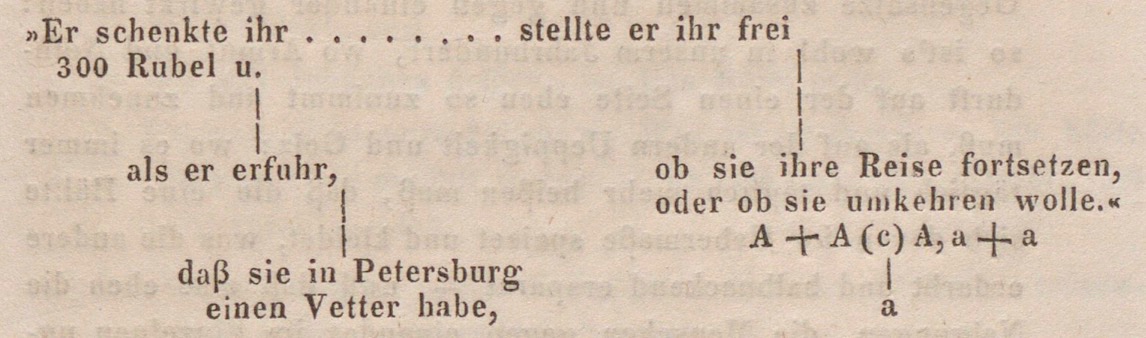 »Er schenkte ihr . . . . . . . . . stellte er ihr frei
300 Rubel u.
als er erfuhr,
ob sie ihre Reise fortsetzen,
oder ob sie umkehren wolle.«
daß sie in Petersburg
einen Vetter habe,
A + A (c) A, a + a
a